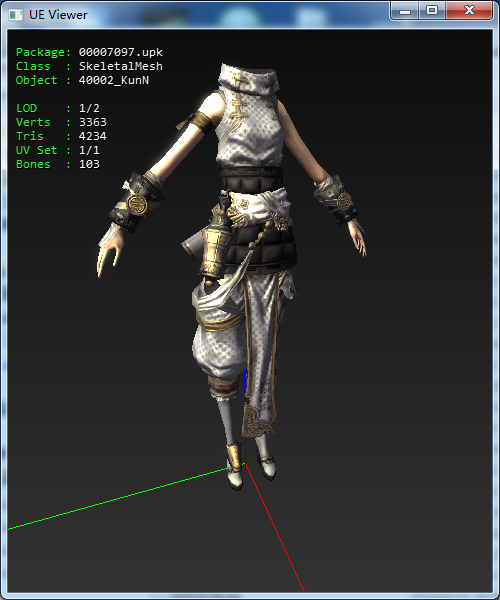 UE Viewer
Package: 00007097.upk
Class : SkeletalMesh
Object : 40002_KunN
LOD : 1/2
Verts : 3363
Tris : 4234
UV Set : 1/1
Bones : 103